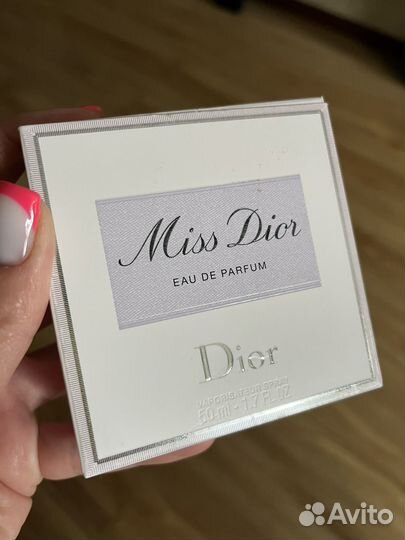 Miss Dior
EAU DE PARFUM
Dior
VAPORISATEUR SPRAY
50 ml - 1.7 FL.OZ
Avito